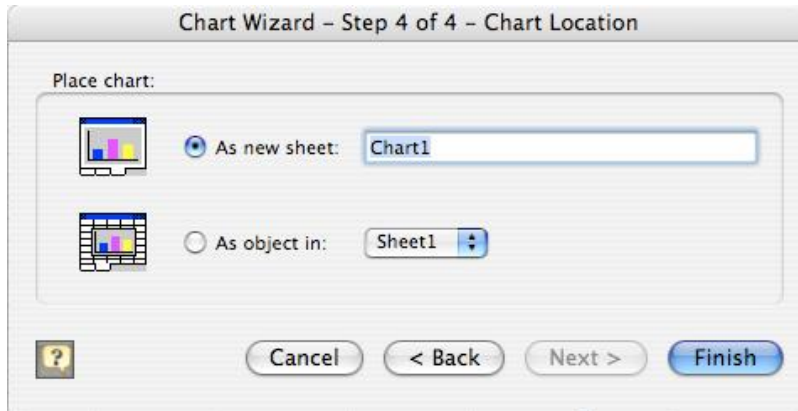 Chart Wizard – Step 4 of 4 – Chart Location
Place chart:
As new sheet: Chart1
As object in: Sheet1
? Cancel < Back Next > Finish